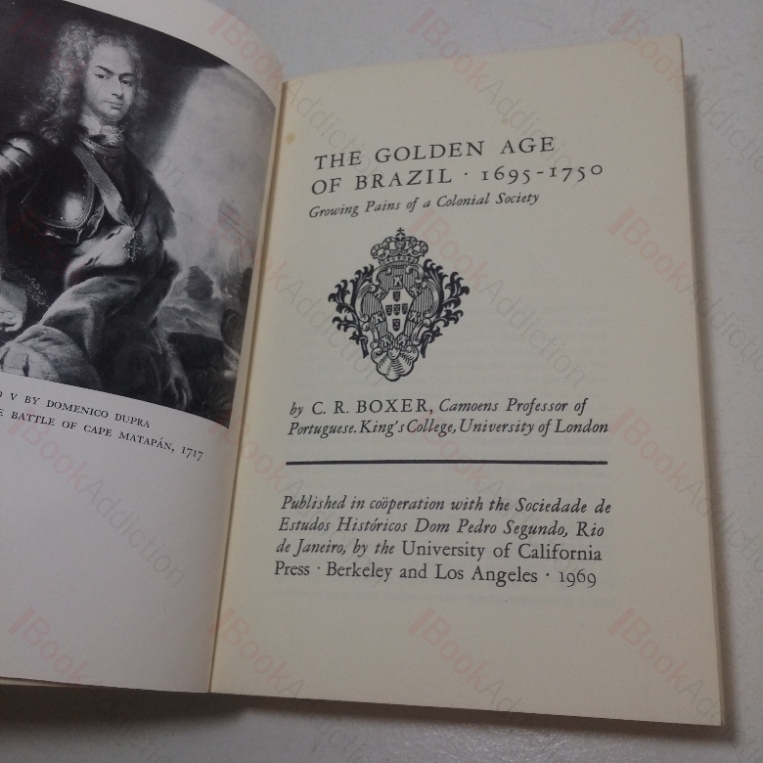 V BY DOMENICO DUPRA
BATTLE OF CAPE MATAPÁN, 1717
THE GOLDEN AGE
OF BRAZIL · 1695-1750
Growing Pains of a Colonial Society
by C. R. BOXER, Camoens Professor of
Portuguese. King's College, University of London
Published in coöperation with the Sociedade de
Estudos Históricos Dom Pedro Segundo, Rio
de Janeiro, by the University of California
Press · Berkeley and Los Angeles · 1969
BookAddiction